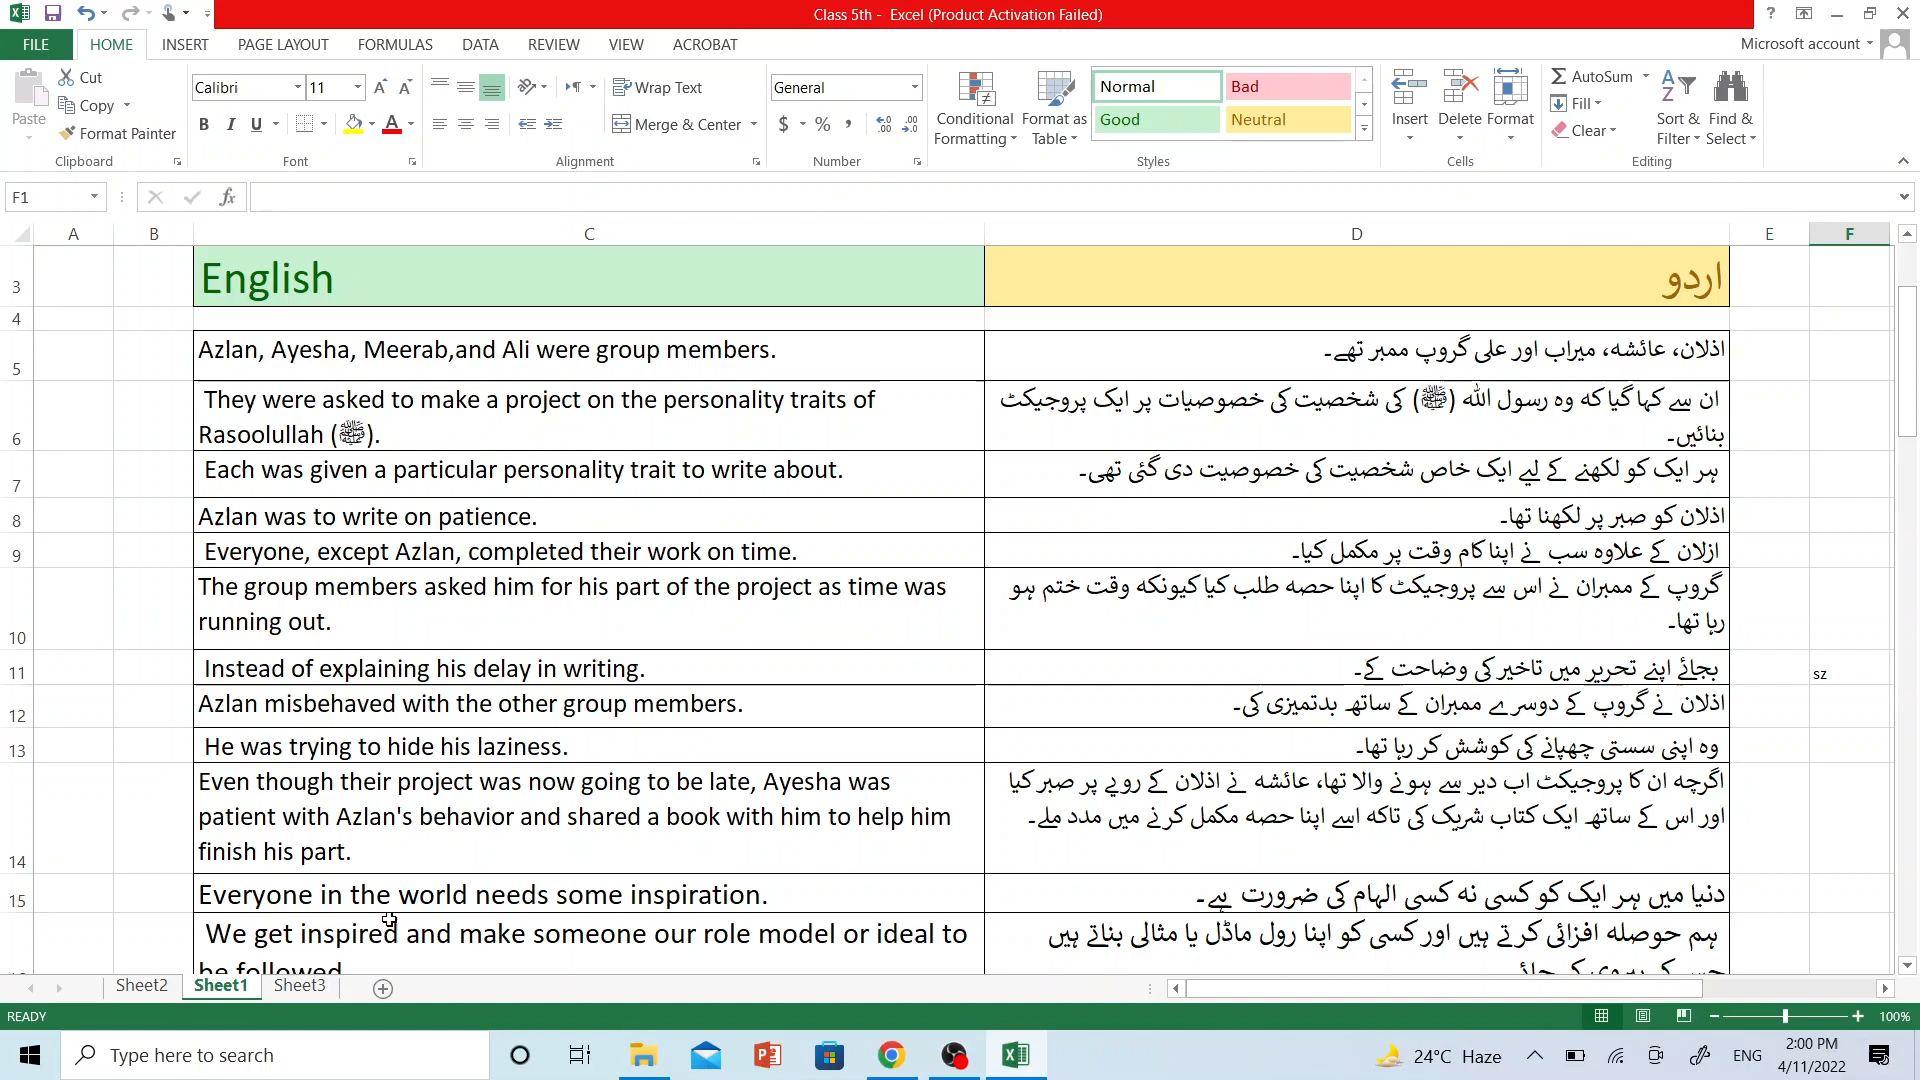 Class 5th - Excel (Product Activation Failed)
FILE HOME INSERT PAGE LAYOUT FORMULAS DATA REVIEW VIEW ACROBAT Microsoft account
Paste Cut Copy Format Painter Clipboard
Calibri 11 B I U Font
Wrap Text Merge & Center Alignment
General $ % , Number
Conditional Formatting Format as Table Normal Bad Good Neutral Styles
Insert Delete Format Cells
AutoSum Fill Clear Sort & Filter Find & Select Editing
F1 fx
A B C D E F
3 English اردو
4
5 Azlan, Ayesha, Meerab,and Ali were group members. اذلان، عائشہ، میراب اور علی گروپ ممبر تھے۔
6 They were asked to make a project on the personality traits of ان سے کہا گیا کہ وہ رسول اللہ (ﷺ) کی شخصیت کی خصوصیات پر ایک پروجیکٹ
Rasoolullah (ﷺ). بنائیں۔
7 Each was given a particular personality trait to write about. ہر ایک کو لکھنے کے لیے ایک خاص شخصیت کی خصوصیت دی گئی تھی۔
8 Azlan was to write on patience. اذلان کو صبر پر لکھنا تھا۔
9 Everyone, except Azlan, completed their work on time. ازلان کے علاوہ سب نے اپنا کام وقت پر مکمل کیا۔
10 The group members asked him for his part of the project as time was گروپ کے ممبران نے اس سے پروجیکٹ کا اپنا حصہ طلب کیا کیونکہ وقت ختم ہو
running out. رہا تھا۔
11 Instead of explaining his delay in writing. بجائے اپنے تحریر میں تاخیر کی وضاحت کے۔ sz
12 Azlan misbehaved with the other group members. اذلان نے گروپ کے دوسرے ممبران کے ساتھ بدتمیزی کی۔
13 He was trying to hide his laziness. وہ اپنی سستی چھپانے کی کوشش کر رہا تھا۔
14 Even though their project was now going to be late, Ayesha was اگرچہ ان کا پروجیکٹ اب دیر سے ہونے والا تھا، عائشہ نے اذلان کے رویے پر صبر کیا
patient with Azlan's behavior and shared a book with him to help him اور اس کے ساتھ ایک کتاب شریک کی تاکہ اسے اپنا حصہ مکمل کرنے میں مدد ملے۔
finish his part.
15 Everyone in the world needs some inspiration. دنیا میں ہر ایک کو کسی نہ کسی الہام کی ضرورت ہے۔
We get inspired and make someone our role model or ideal to ہم حوصلہ افزائی کرتے ہیں اور کسی کو اپنا رول ماڈل یا مثالی بناتے ہیں
be followed
Sheet2 Sheet1 Sheet3
READY 100%
Type here to search 24°C Haze ENG 2:00 PM
4/11/2022